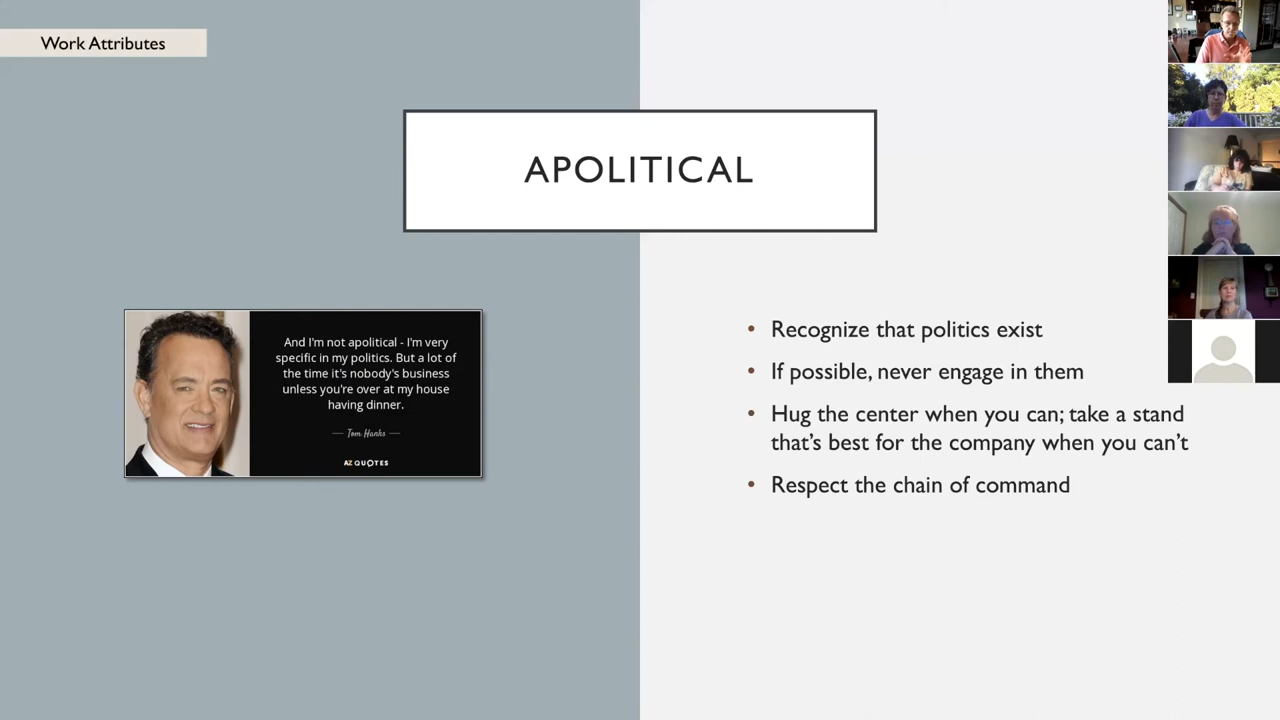 Work Attributes
APOLITICAL
And I'm not apolitical - I'm very
specific in my politics. But a lot of
the time it's nobody's business
unless you're over at my house
having dinner.
— Tom Hanks —
AZ QUOTES
• Recognize that politics exist
• If possible, never engage in them
• Hug the center when you can; take a stand
that's best for the company when you can't
• Respect the chain of command